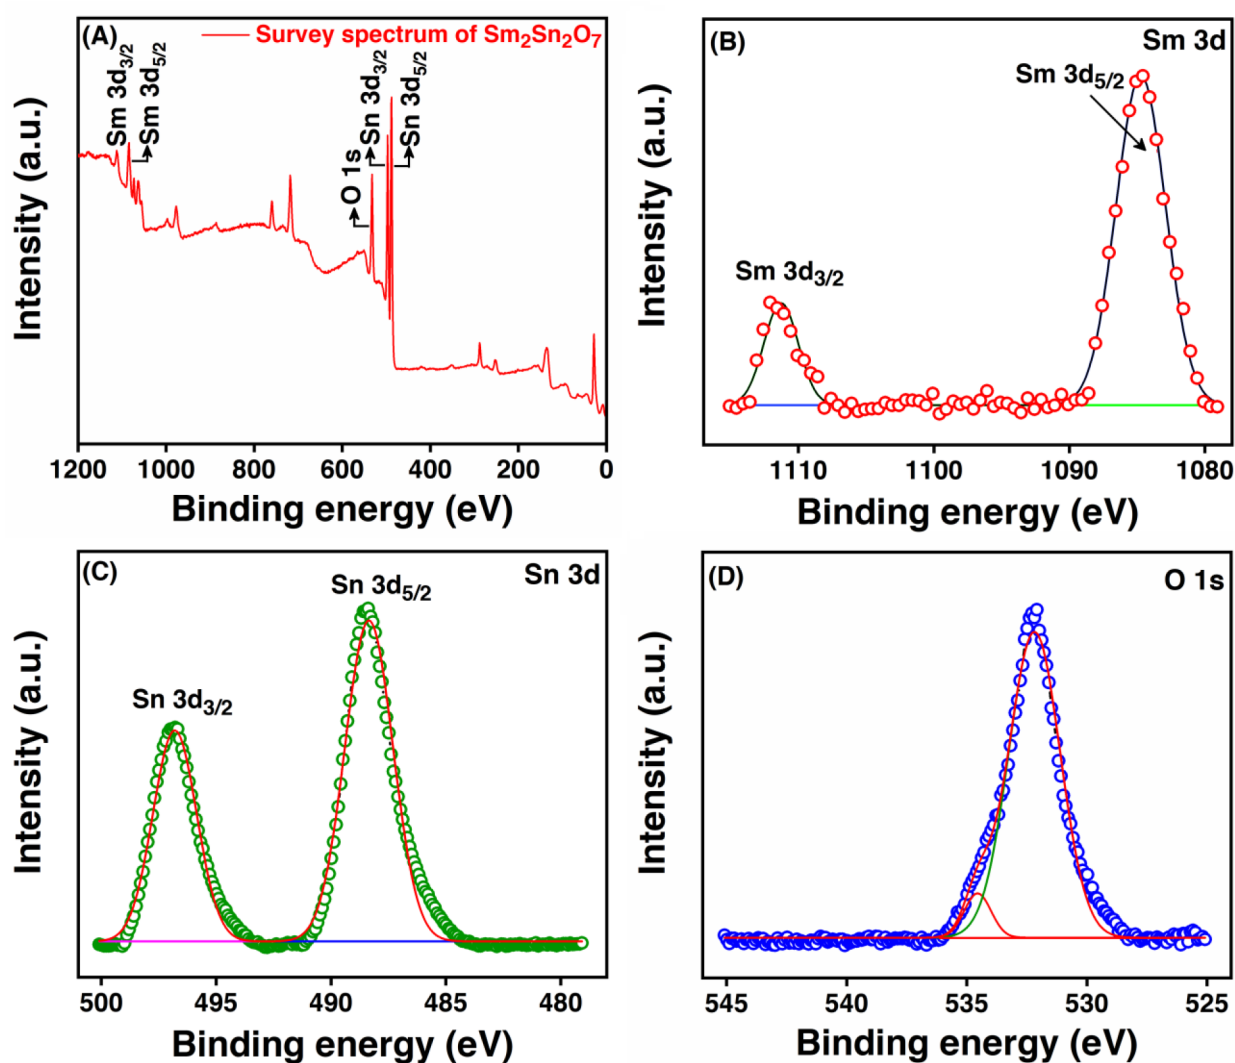 (A)
Survey spectrum of Sm₂Sn₂O₇
Sm 3d₃/₂
Sm 3d₅/₂
O 1s
Sn 3d₃/₂
Sn 3d₅/₂
Intensity (a.u.)
1200 1000 800 600 400 200 0
Binding energy (eV)
(B)
Sm 3d
Sm 3d₅/₂
Sm 3d₃/₂
Intensity (a.u.)
1110 1100 1090 1080
Binding energy (eV)
(C)
Sn 3d
Sn 3d₅/₂
Sn 3d₃/₂
Intensity (a.u.)
500 495 490 485 480
Binding energy (eV)
(D)
O 1s
Intensity (a.u.)
545 540 535 530 525
Binding energy (eV)